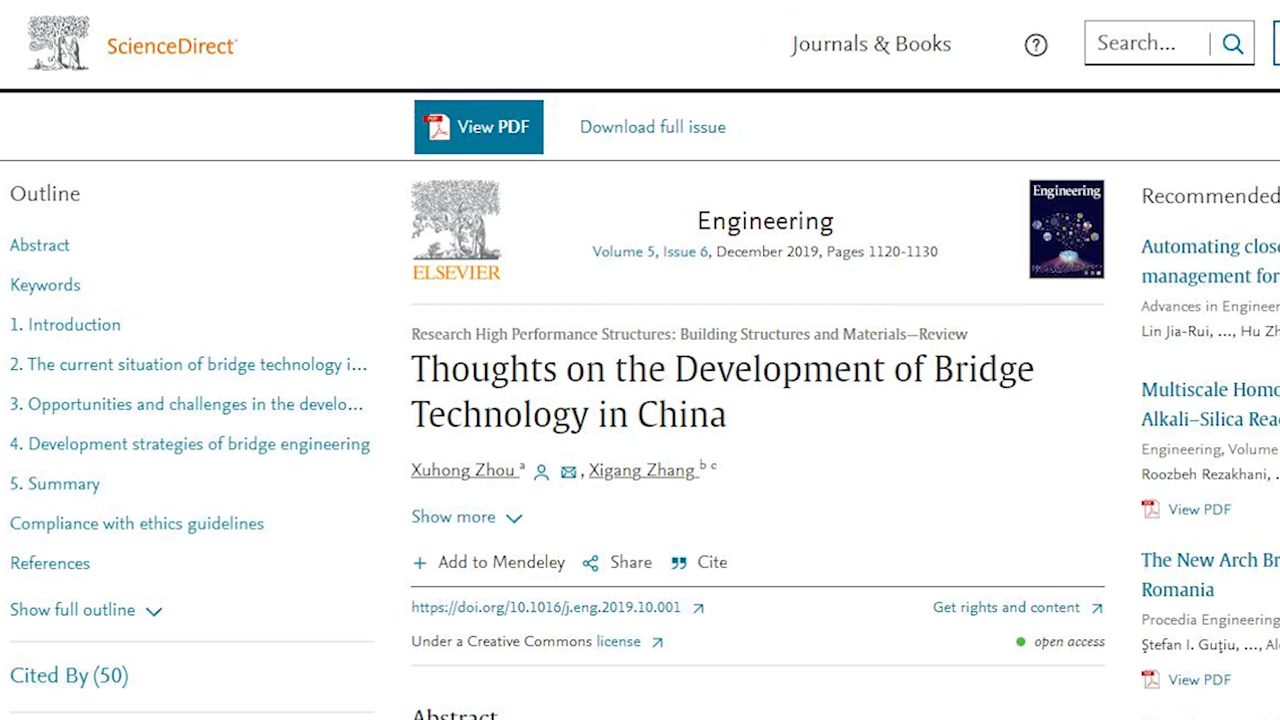 ScienceDirect
Journals & Books
Search...
View PDF
Download full issue
Outline
Abstract
Keywords
1. Introduction
2. The current situation of bridge technology i...
3. Opportunities and challenges in the develo...
4. Development strategies of bridge engineering
5. Summary
Compliance with ethics guidelines
References
Show full outline
Cited By (50)
ELSEVIER
Engineering
Volume 5, Issue 6, December 2019, Pages 1120-1130
Engineering
Research High Performance Structures: Building Structures and Materials—Review
Thoughts on the Development of Bridge
Technology in China
Xuhong Zhou a, Xigang Zhang b c
Show more
Add to Mendeley Share Cite
https://doi.org/10.1016/j.eng.2019.10.001
Get rights and content
Under a Creative Commons license
open access
Abstract
Recommended
Automating close
management for
Advances in Engineer
Lin Jia-Rui, ..., Hu Zh
Multiscale Homo
Alkali–Silica Reac
Engineering, Volume
Roozbeh Rezakhani, .
View PDF
The New Arch Br
Romania
Procedia Engineering
Ștefan I. Guțiu, ..., Al
View PDF